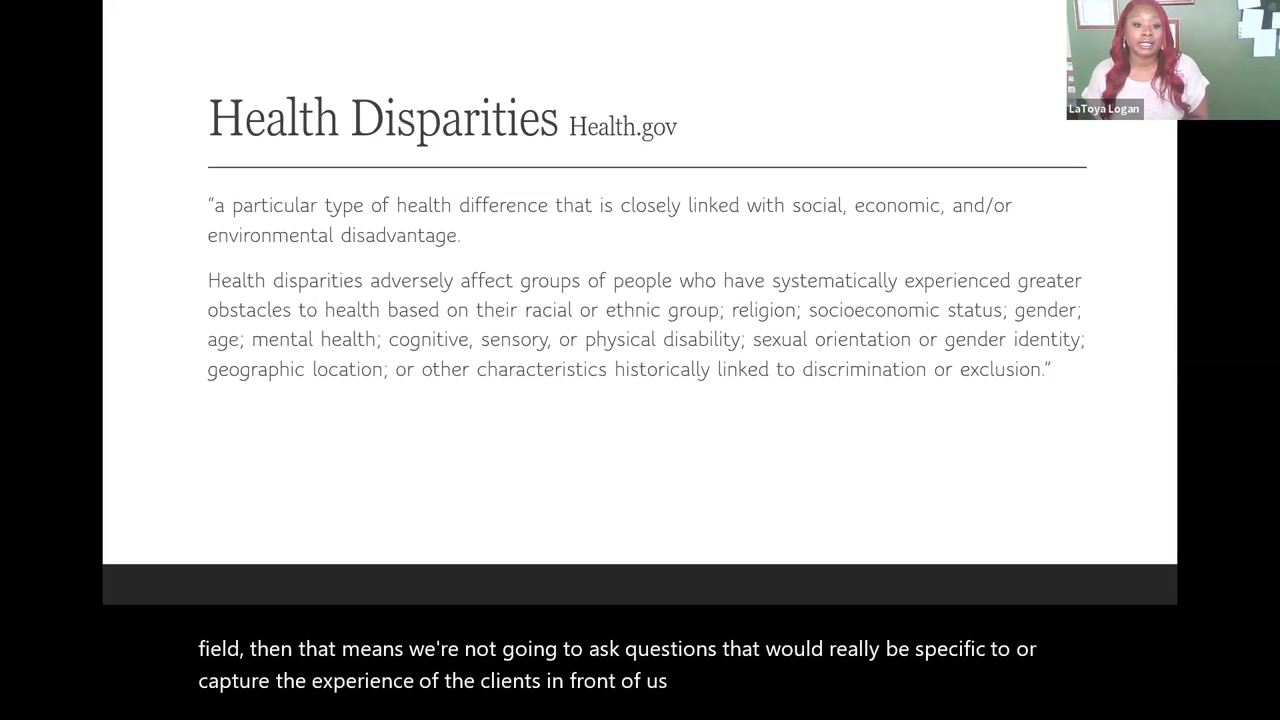 LaToya Logan
Health Disparities Health.gov
“a particular type of health difference that is closely linked with social, economic, and/or
environmental disadvantage.
Health disparities adversely affect groups of people who have systematically experienced greater
obstacles to health based on their racial or ethnic group; religion; socioeconomic status; gender;
age; mental health; cognitive, sensory, or physical disability; sexual orientation or gender identity;
geographic location; or other characteristics historically linked to discrimination or exclusion.”
field, then that means we're not going to ask questions that would really be specific to or
capture the experience of the clients in front of us